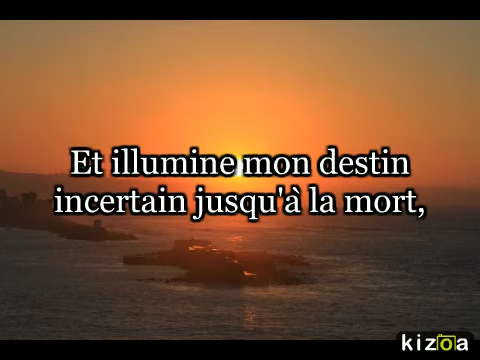 Et illumine mon destin
incertain jusqu'à la mort,
kizoa